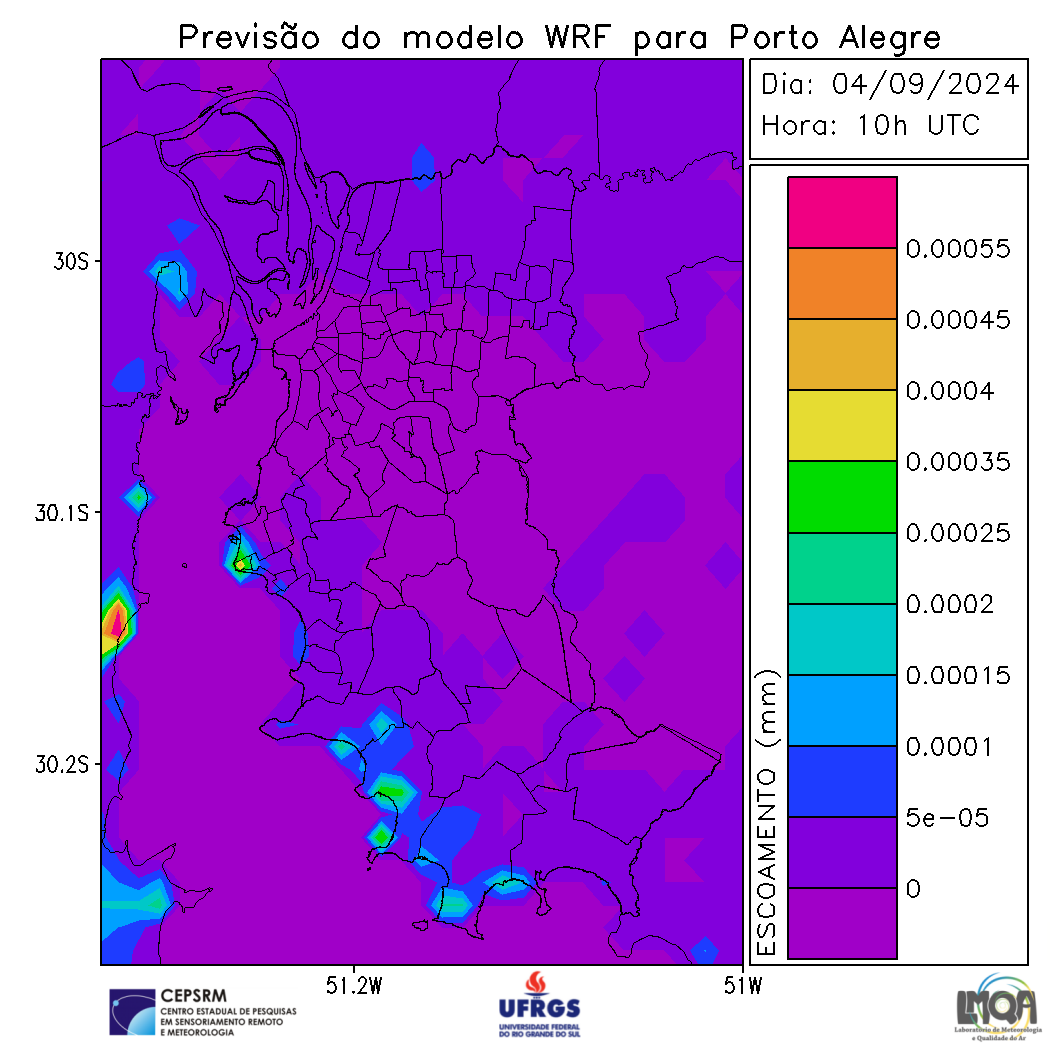 Previsão do modelo WRF para Porto Alegre
Dia: 04/09/2024
Hora: 10h UTC
30S
30.1S
30.2S
51.2W
51W
ESCOAMENTO (mm)
0.00055
0.00045
0.0004
0.00035
0.00025
0.0002
0.00015
0.0001
5e-05
0
CEPSRM
CENTRO ESTADUAL DE PESQUISAS
EM SENSORIAMENTO REMOTO
E METEOROLOGIA
UFRGS
UNIVERSIDADE FEDERAL
DO RIO GRANDE DO SUL
LMQA
Laboratório de Meteorologia
e Qualidade do Ar